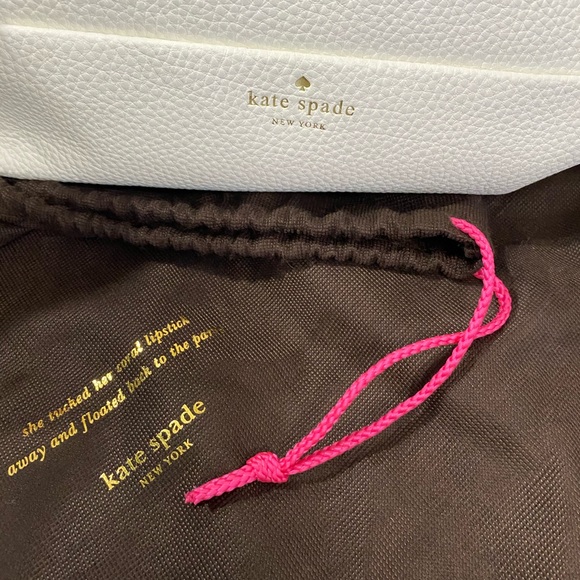 kate spade
NEW YORK
she tucked her coral lipstick
away and floated back to the
kate spade
NEW YORK